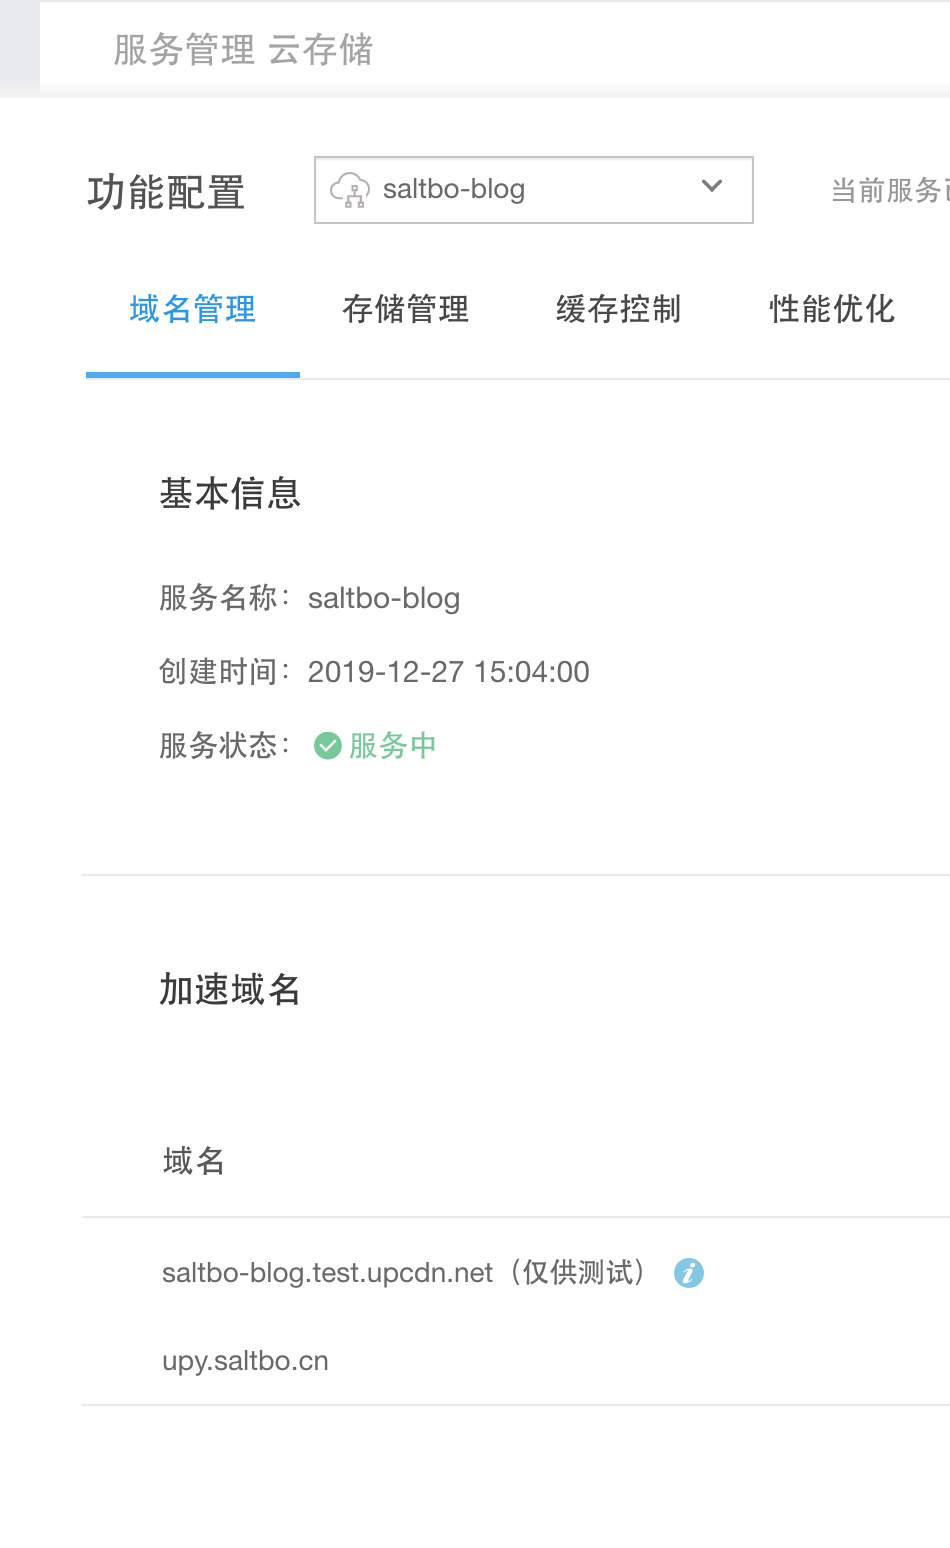 服务管理 云存储
功能配置 saltbo-blog 当前服务
域名管理 存储管理 缓存控制 性能优化
基本信息
服务名称：saltbo-blog
创建时间：2019-12-27 15:04:00
服务状态：服务中
加速域名
域名
saltbo-blog.test.upcdn.net（仅供测试）
upy.saltbo.cn